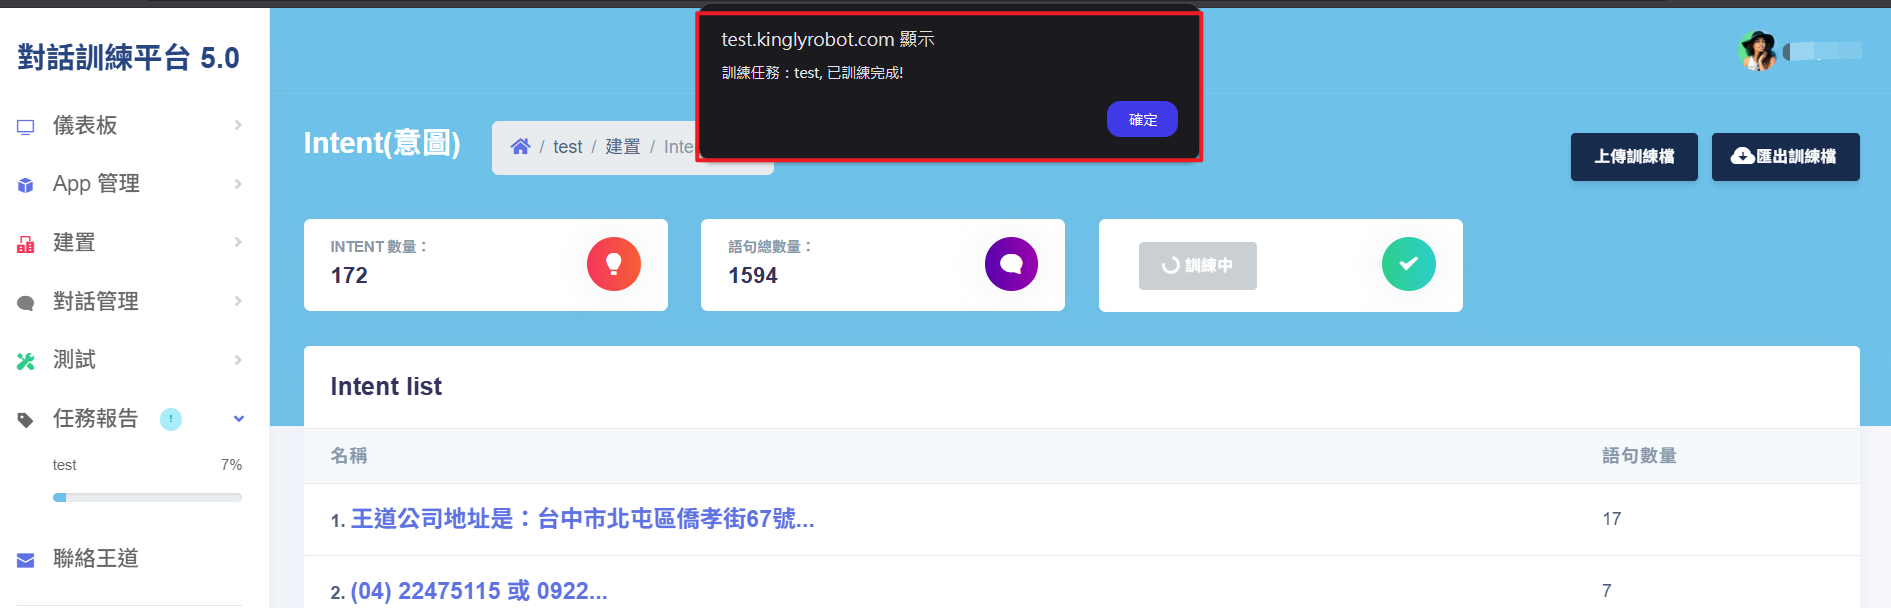 test.kinglyrobot.com 顯示
訓練任務：test, 已訓練完成!
確定
對話訓練平台 5.0
儀表板
App 管理
建置
對話管理
測試
任務報告 !
test 7%
聯絡王道
Intent(意圖)
/ test / 建置 / Inte
上傳訓練檔
匯出訓練檔
INTENT 數量：
172
語句總數量：
1594
訓練中
Intent list
名稱 語句數量
1. 王道公司地址是：台中市北屯區僑孝街67號... 17
2. (04) 22475115 或 0922... 7